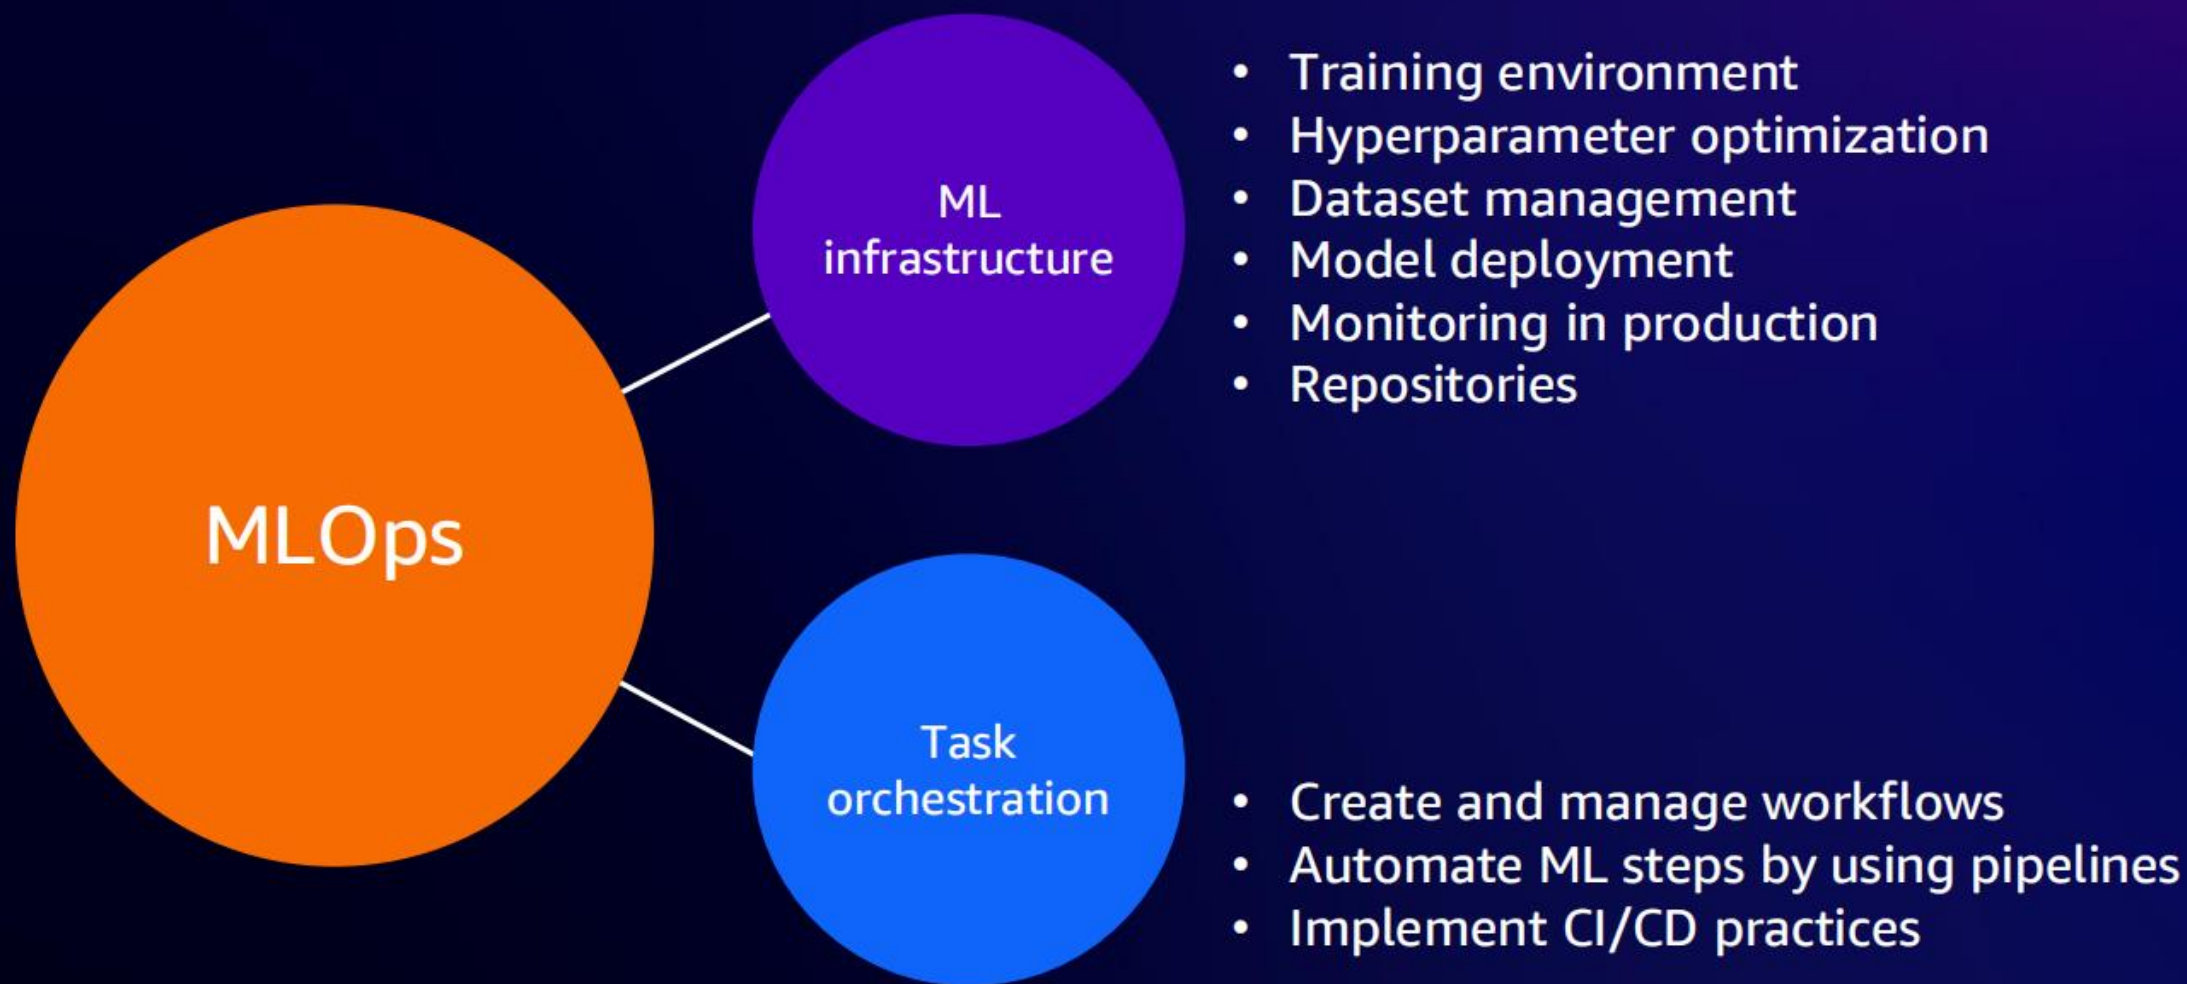 MLOps
ML
infrastructure
• Training environment
• Hyperparameter optimization
• Dataset management
• Model deployment
• Monitoring in production
• Repositories
Task
orchestration
• Create and manage workflows
• Automate ML steps by using pipelines
• Implement CI/CD practices